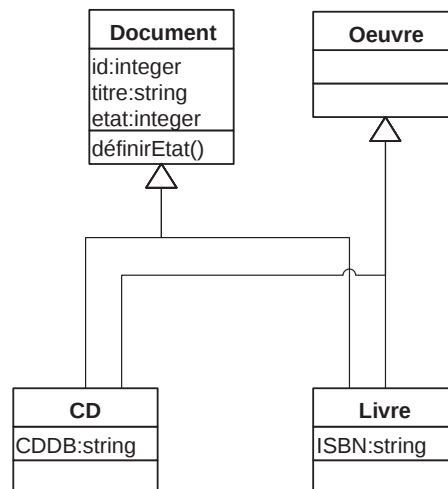 Document
id:integer
titre:string
etat:integer
définirEtat()
Oeuvre
CD
CDDB:string
Livre
ISBN:string